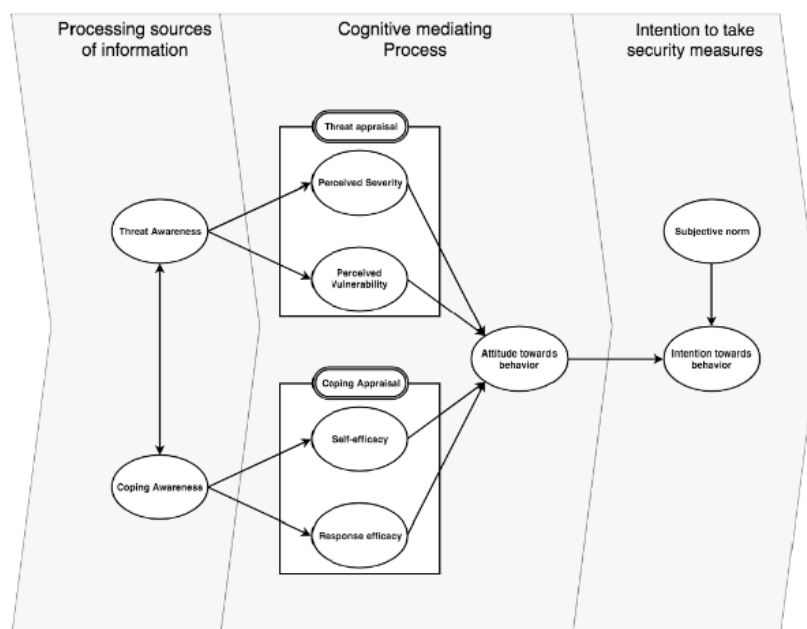 Processing sources
of information
Cognitive mediating
Process
Intention to take
security measures
Threat appraisal
Perceived Severity
Threat Awareness
Subjective norm
Perceived
Vulnerability
Attitude towards
behavior
Intention towards
behavior
Coping Appraisal
Self-efficacy
Coping Awareness
Response efficacy